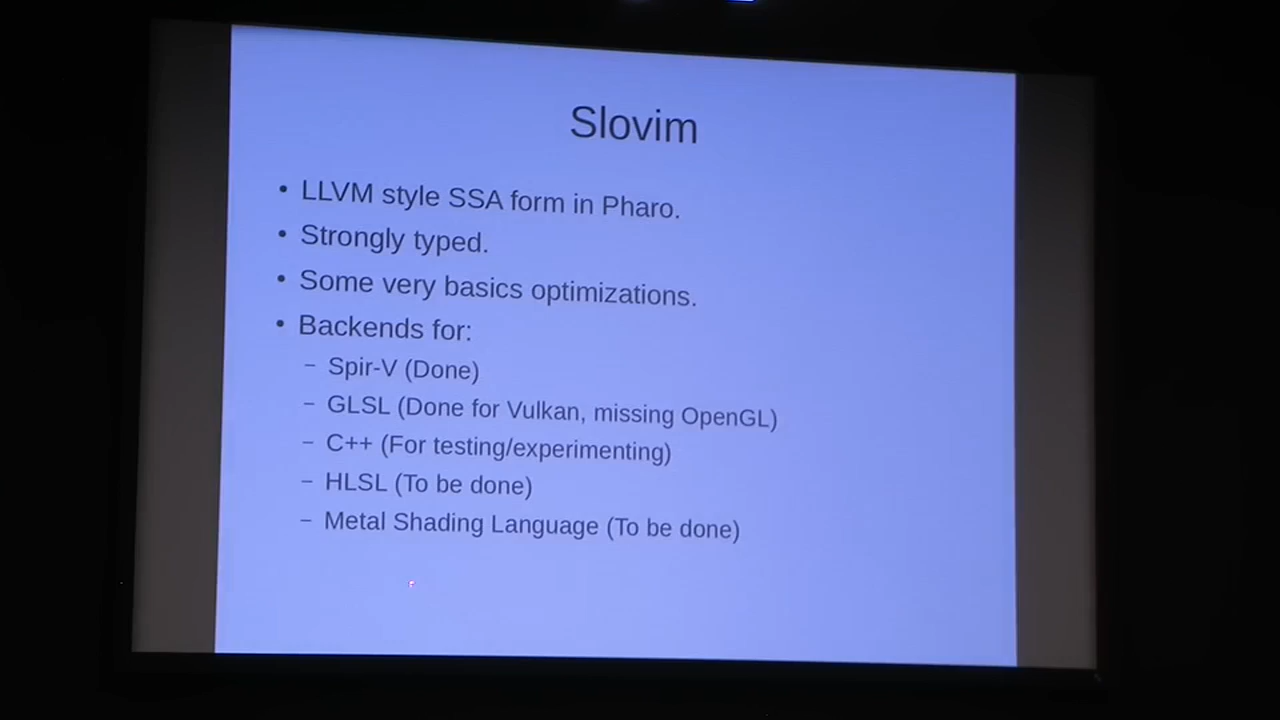 Slovim
• LLVM style SSA form in Pharo.
• Strongly typed.
• Some very basics optimizations.
• Backends for:
– Spir-V (Done)
– GLSL (Done for Vulkan, missing OpenGL)
– C++ (For testing/experimenting)
– HLSL (To be done)
– Metal Shading Language (To be done)